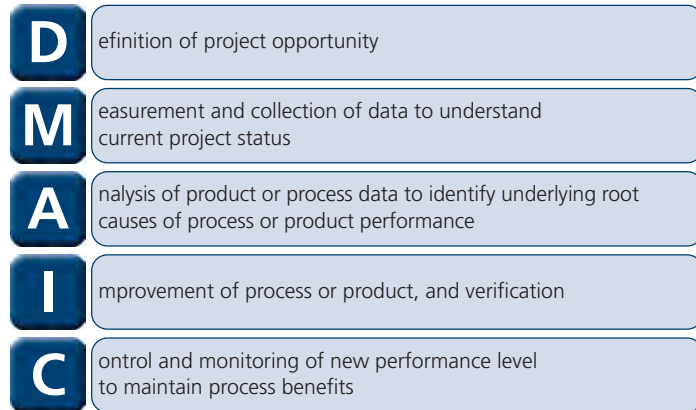 D efinition of project opportunity
M easurement and collection of data to understand
current project status
A nalysis of product or process data to identify underlying root
causes of process or product performance
I mprovement of process or product, and verification
C ontrol and monitoring of new performance level
to maintain process benefits